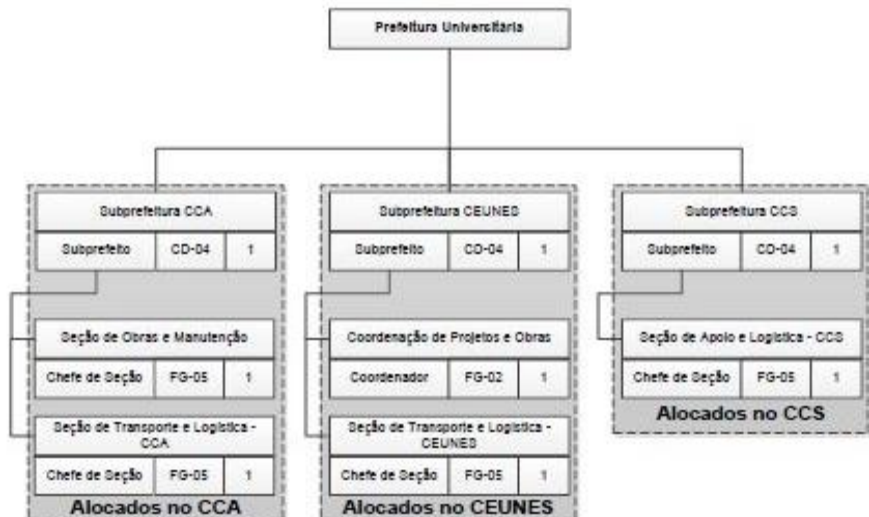 Prefeitura Universitária
Subprefeitura CCA
Subprefeito CD-04 1
Seção de Obras e Manutenção
Chefe de Seção FG-05 1
Seção de Transporte e Logística -
CCA
Chefe de Seção FG-05 1
Alocados no CCA
Subprefeitura CEUNES
Subprefeito CD-04 1
Coordenação de Projetos e Obras
Coordenador FG-02 1
Seção de Transporte e Logística -
CEUNES
Chefe de Seção FG-05 1
Alocados no CEUNES
Subprefeitura CCS
Subprefeito CD-04 1
Seção de Apoio e Logística - CCS
Chefe de Seção FG-05 1
Alocados no CCS